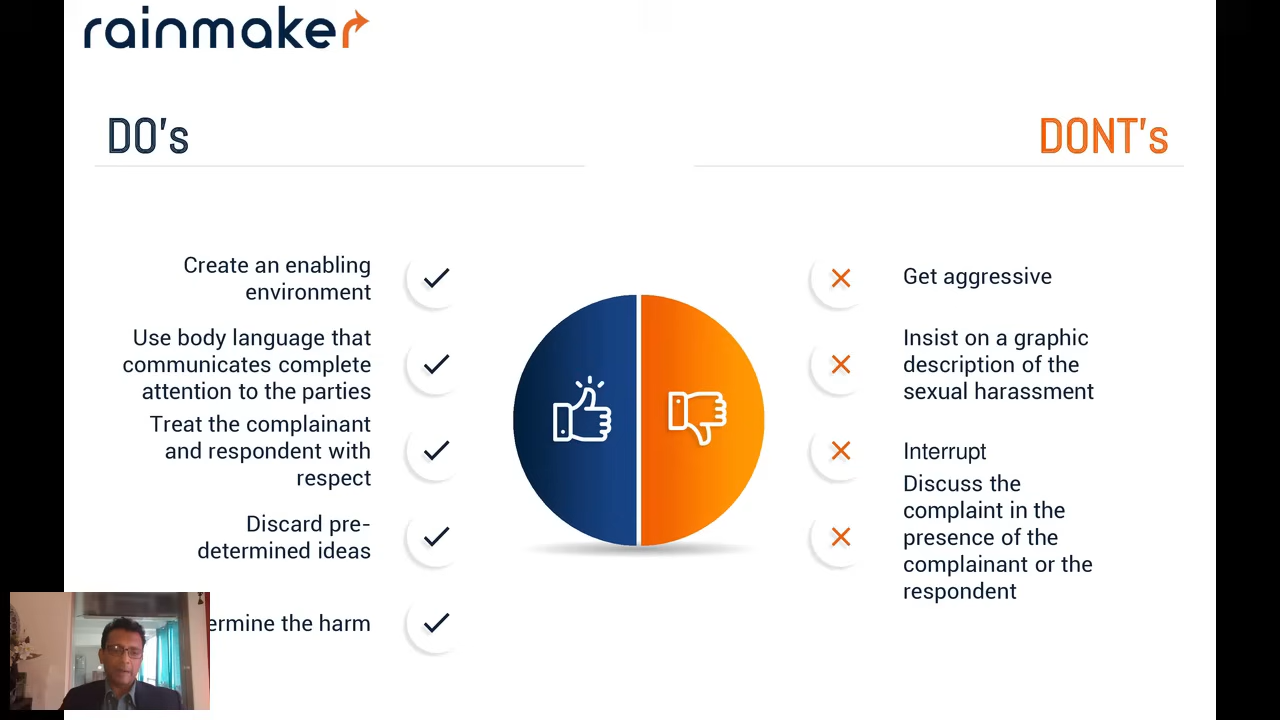 rainmaker
DO's
DONT's
Create an enabling
environment
Use body language that
communicates complete
attention to the parties
Treat the complainant
and respondent with
respect
Discard pre-
determined ideas
the harm
Get aggressive
Insist on a graphic
description of the
sexual harassment
Interrupt
Discuss the
complaint in the
presence of the
complainant or the
respondent